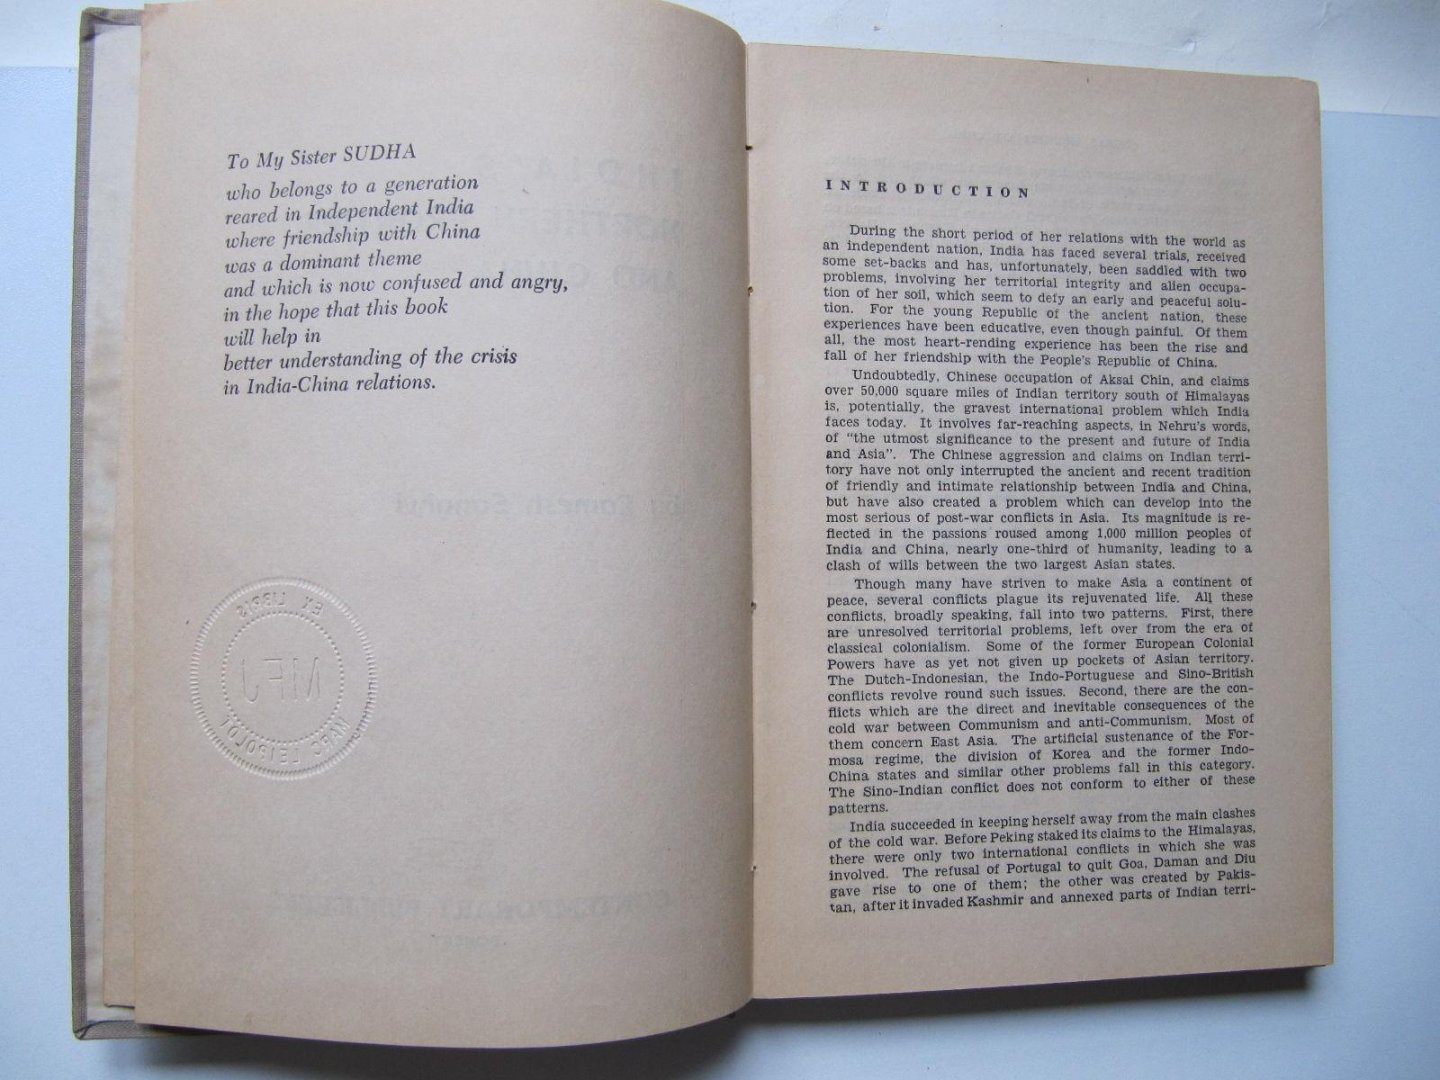 To My Sister SUDHA
who belongs to a generation
reared in Independent India
where friendship with China
was a dominant theme
and which is now confused and angry,
in the hope that this book
will help in
better understanding of the crisis
in India-China relations.
EX LIBRIS
MFJ
MARC LEIPOLDT
INTRODUCTION
During the short period of her relations with the world as
an independent nation, India has faced several trials, received
some set-backs and has, unfortunately, been saddled with two
problems, involving her territorial integrity and alien occupa-
tion of her soil, which seem to defy an early and peaceful solu-
tion. For the young Republic of the ancient nation, these
experiences have been educative, even though painful. Of them
all, the most heart-rending experience has been the rise and
fall of her friendship with the People's Republic of China.
Undoubtedly, Chinese occupation of Aksai Chin, and claims
over 50,000 square miles of Indian territory south of Himalayas
is, potentially, the gravest international problem which India
faces today. It involves far-reaching aspects, in Nehru's words,
of "the utmost significance to the present and future of India
and Asia". The Chinese aggression and claims on Indian terri-
tory have not only interrupted the ancient and recent tradition
of friendly and intimate relationship between India and China,
but have also created a problem which can develop into the
most serious of post-war conflicts in Asia. Its magnitude is re-
flected in the passions roused among 1,000 million peoples of
India and China, nearly one-third of humanity, leading to a
clash of wills between the two largest Asian states.
Though many have striven to make Asia a continent of
peace, several conflicts plague its rejuvenated life. All these
conflicts, broadly speaking, fall into two patterns. First, there
are unresolved territorial problems, left over from the era of
classical colonialism. Some of the former European Colonial
Powers have as yet not given up pockets of Asian territory.
The Dutch-Indonesian, the Indo-Portuguese and Sino-British
conflicts revolve round such issues. Second, there are the con-
flicts which are the direct and inevitable consequences of the
cold war between Communism and anti-Communism. Most of
them concern East Asia. The artificial sustenance of the For-
mosa regime, the division of Korea and the former Indo-
China states and similar other problems fall in this category.
The Sino-Indian conflict does not conform to either of these
patterns.
India succeeded in keeping herself away from the main clashes
of the cold war. Before Peking staked its claims to the Himalayas,
there were only two international conflicts in which she was
involved. The refusal of Portugal to quit Goa, Daman and Diu
gave rise to one of them; the other was created by Pakis-
tan, after it invaded Kashmir and annexed parts of Indian terri-